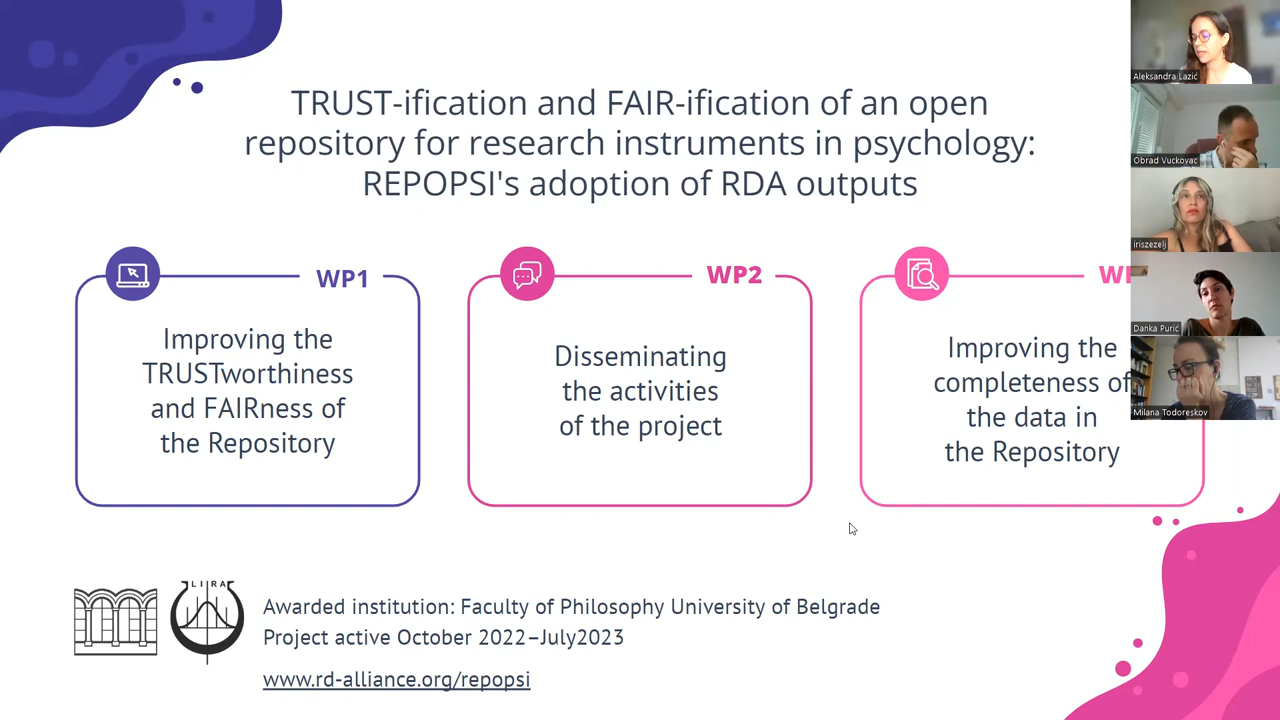 TRUST-ification and FAIR-ification of an open
repository for research instruments in psychology:
REPOPSI's adoption of RDA outputs
WP1
Improving the
TRUSTworthiness
and FAIRness of
the Repository
WP2
Disseminating
the activities
of the project
Improving the
completeness of
the data in
the Repository
LIRA
Awarded institution: Faculty of Philosophy University of Belgrade
Project active October 2022–July2023
www.rd-alliance.org/repopsi
Aleksandra Lazić
Obrad Vuckovac
iriszezelj
Danka Purić
Milana Todoreskov